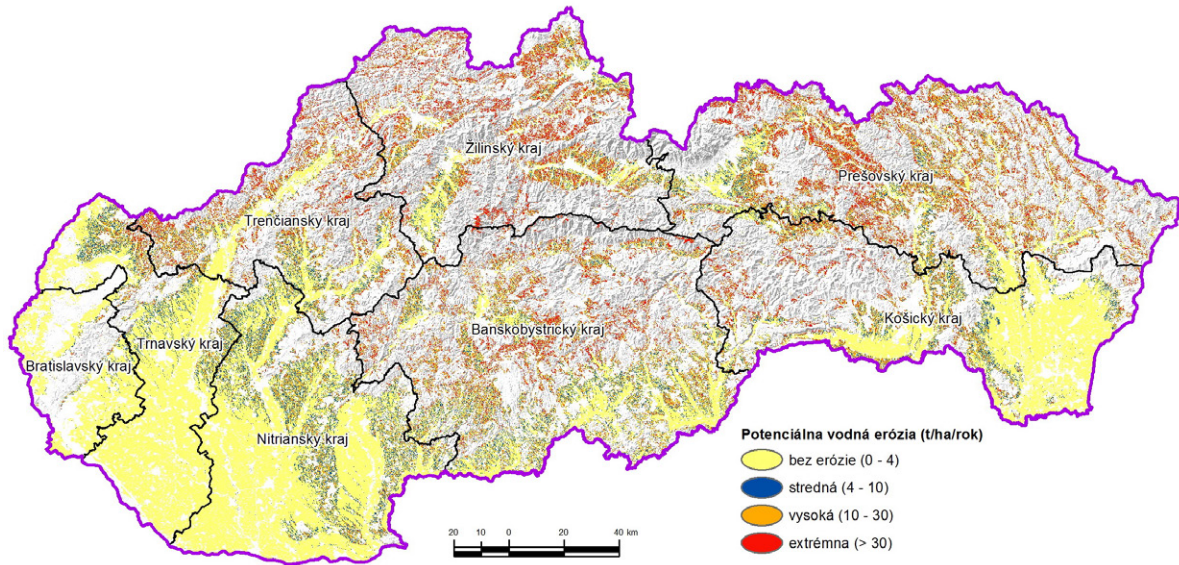 Žilinský kraj
Prešovský kraj
Trenčiansky kraj
Banskobystrický kraj
Košický kraj
Trnavský kraj
Bratislavský kraj
Nitriansky kraj
Potenciálna vodná erózia (t/ha/rok)
bez erózie (0 - 4)
stredná (4 - 10)
vysoká (10 - 30)
extrémna (> 30)
20 10 0 20 40 km